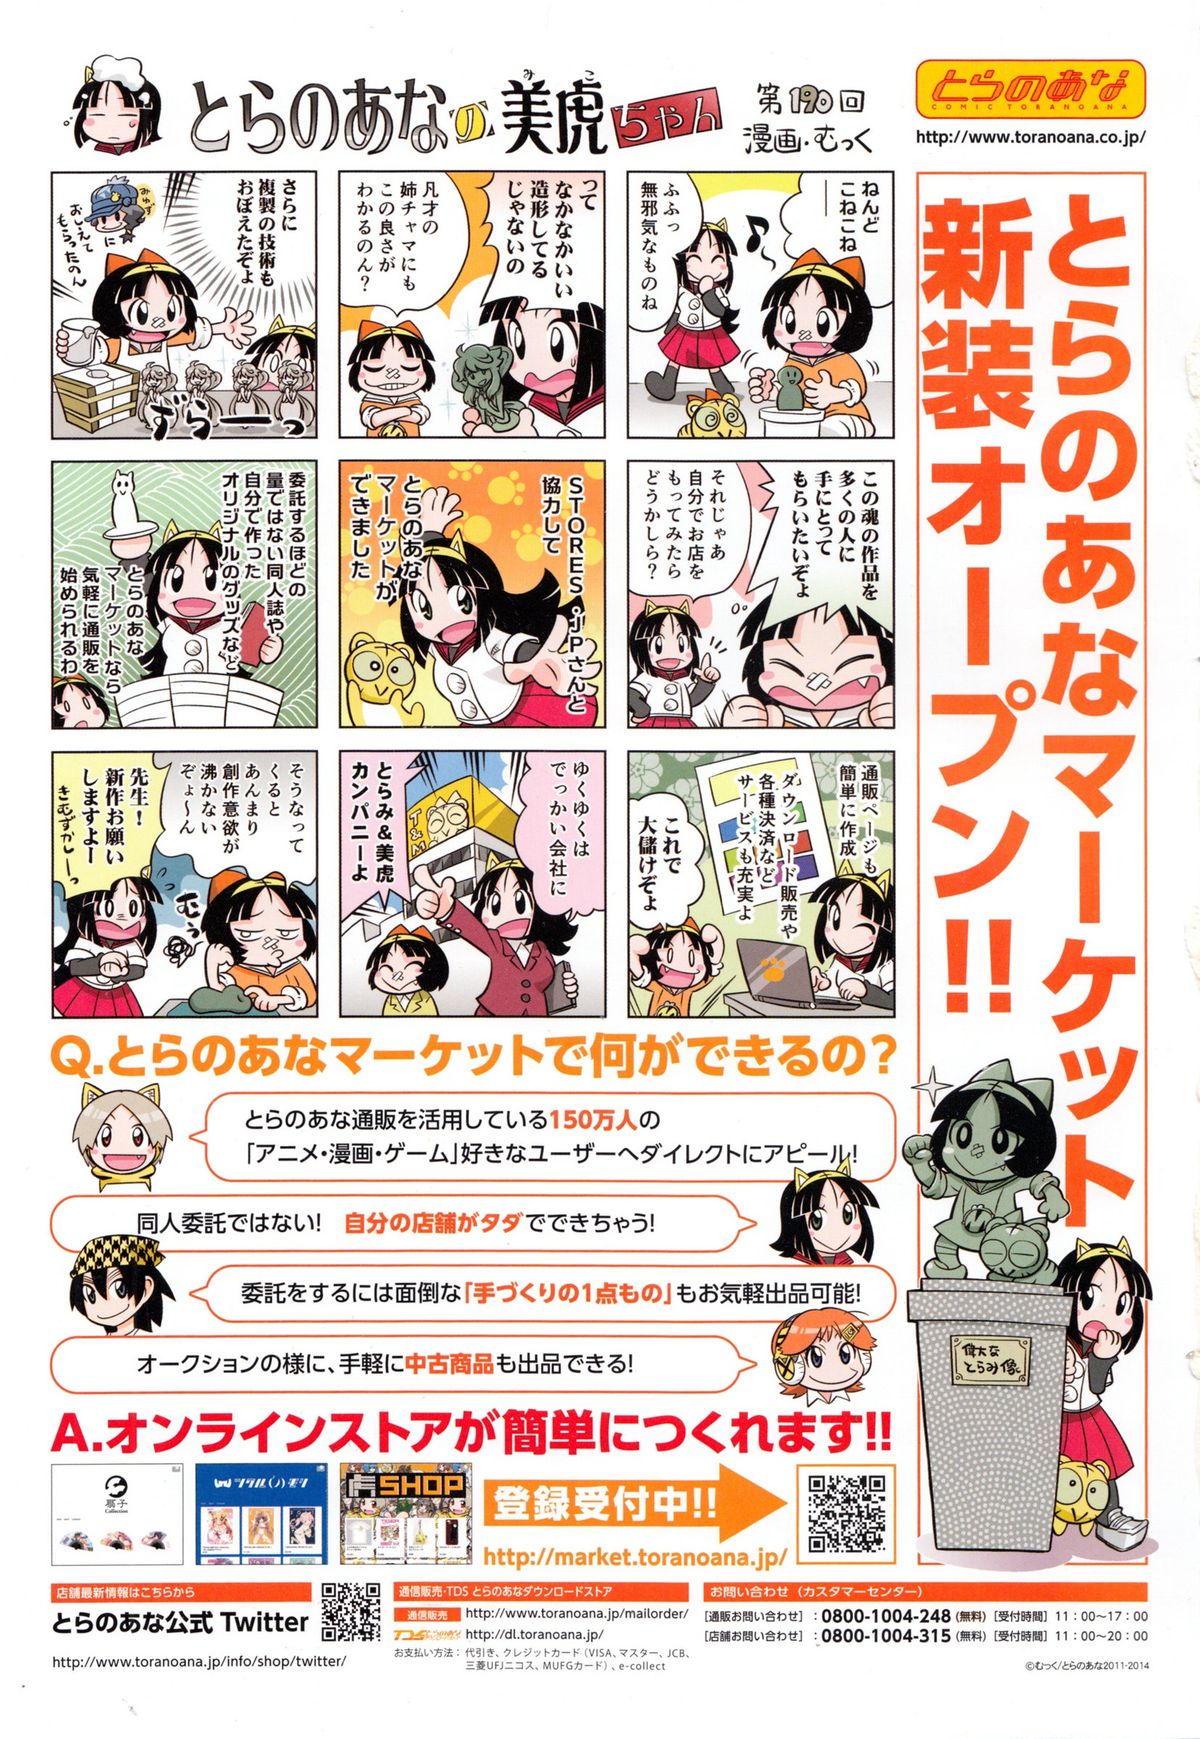 とらのあなの美虎ちゃん
みこ
第190回
漫画・むっく
とらのあな
COMIC TORANOANA
http://www.toranoana.co.jp/
とらのあなマーケット
新装オープン!!
ねんど
こねこね
――
ふふっ
無邪気なものね
って
なかなかいい
造形してる
じゃないの
凡才の
姉チャマにも
この良さが
わかるのん？
さらに
複製の技術も
おぼえたぞよ
みゅずに
おしえて
もらったのん
ずらーっ
この魂の作品を
多くの人に
手にとって
もらいたいぞよ
それじゃあ
自分でお店を
もってみたら
どうかしら？
STORES.jpさんと
協力して
とらのあな
マーケットが
できました
委託するほどの
量ではない同人誌や
自分で作った
オリジナルのグッズなど
とらのあな
マーケットなら
気軽に通販を
始められるわ
通販ページも
簡単に作成
ダウンロード販売や
各種決済など
サービスも充実よ
これで
大儲けぞよ
ゆくゆくは
でっかい会社に
とらみ&美虎
カンパニーよ
T&M
そうなって
くると
あんまり
創作意欲が
沸かない
ぞょ～ん
むっ
先生！
新作お願い
しますよー
きむずかしーっ
Q.とらのあなマーケットで何ができるの？
とらのあな通販を活用している150万人の
「アニメ・漫画・ゲーム」好きなユーザーへダイレクトにアピール！
同人委託ではない！ 自分の店舗がタダでできちゃう！
委託をするには面倒な「手づくりの1点もの」もお気軽出品可能！
オークションの様に、手軽に中古商品も出品できる！
偉大な
とらみ像
A.オンラインストアが簡単につくれます!!
Collection
ツクルノモリ
虎SHOP
登録受付中!!
http://market.toranoana.jp/
店舗最新情報はこちらから
とらのあな公式 Twitter
http://www.toranoana.jp/info/shop/twitter/
通信販売・TDS とらのあなダウンロードストア
通信販売 http://www.toranoana.jp/mailorder/
TDS http://dl.toranoana.jp/
お支払い方法： 代引き、クレジットカード（VISA、マスター、JCB、
三菱UFJニコス、MUFGカード）、e-collect
お問い合わせ（カスタマーセンター）
［通販お問い合わせ］：0800-1004-248（無料）［受付時間］11：00～17：00
［店舗お問い合わせ］：0800-1004-315（無料）［受付時間］11：00～20：00
©むっく/とらのあな2011-2014